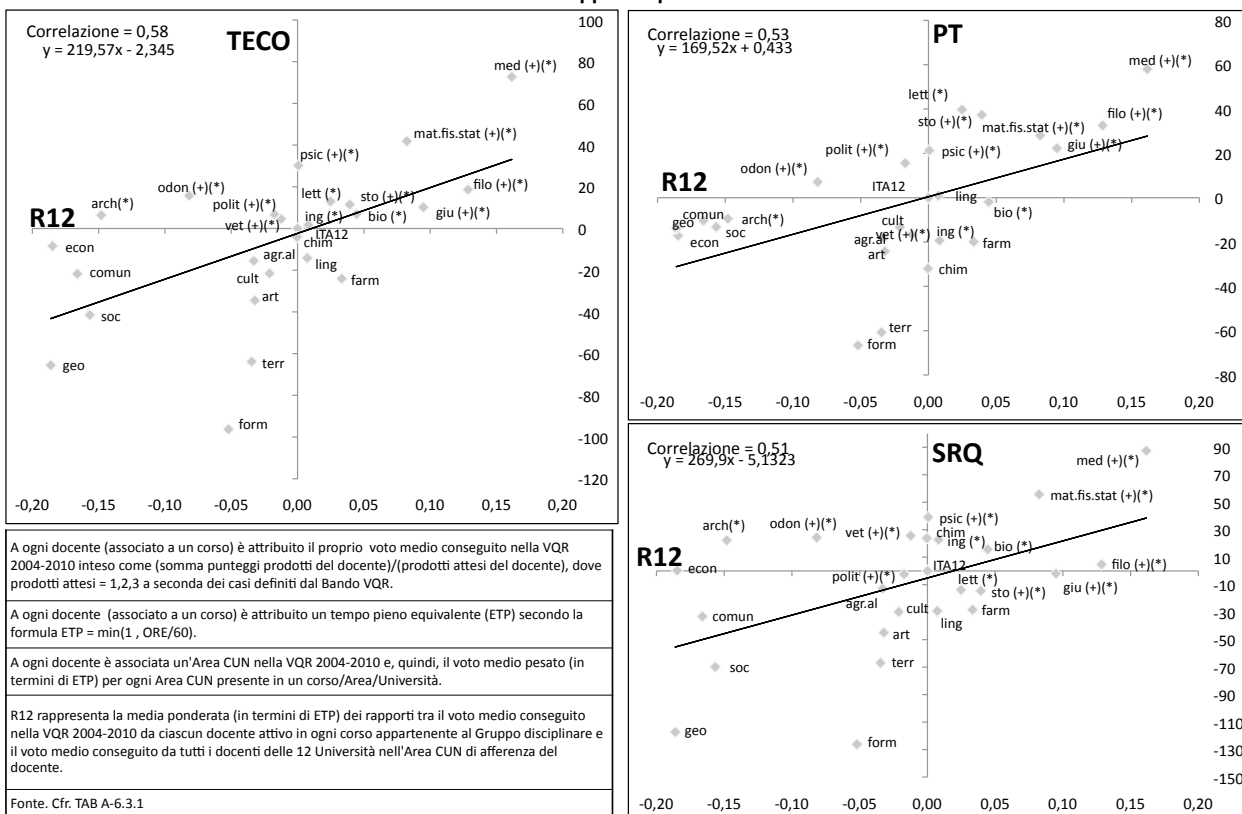 Correlazione = 0,58
y = 219,57x - 2,345
TECO
R12
med (+)(*)
mat.fis.stat (+)(*)
psic (+)(*)
odon (+)(*)
arch(*)
polit (+)(*)
lett (*)
sto (+)(*)
filo (+)(*)
vet (+)(*)
ing (*)
bio (*)
giu (+)(*)
ITA12
chim
econ
comun
agr.al
cult
ling
farm
art
soc
geo
terr
form
100
80
60
40
20
0
-20
-40
-60
-80
-100
-120
-0,20 -0,15 -0,10 -0,05 0,00 0,05 0,10 0,15 0,20
Correlazione = 0,53
y = 169,52x + 0,433
PT
R12
med (+)(*)
lett (*)
sto (+)(*)
filo (+)(*)
mat.fis.stat (+)(*)
giu (+)(*)
polit (+)(*)
psic (+)(*)
odon (+)(*)
ITA12
ling
bio (*)
comun
geo
arch(*)
soc
econ
cult
vet (+)(*)
ing (*)
agr.al
farm
art
chim
terr
form
80
60
40
20
0
-20
-40
-60
-80
-0,20 -0,15 -0,10 -0,05 0,00 0,05 0,10 0,15 0,20
Correlazione = 0,51
y = 269,9x - 5,1323
SRQ
R12
med (+)(*)
mat.fis.stat (+)(*)
psic (+)(*)
arch(*)
odon (+)(*)
vet (+)(*)
chim
ing (*)
bio (*)
econ
ITA12
filo (+)(*)
polit (+)(*)
lett (*)
giu (+)(*)
sto (+)(*)
agr.al
comun
cult
ling
farm
art
soc
terr
geo
form
90
70
50
30
10
-10
-30
-50
-70
-90
-110
-130
-150
-0,20 -0,15 -0,10 -0,05 0,00 0,05 0,10 0,15 0,20
A ogni docente (associato a un corso) è attribuito il proprio voto medio conseguito nella VQR
2004-2010 inteso come (somma punteggi prodotti del docente)/(prodotti attesi del docente), dove
prodotti attesi = 1,2,3 a seconda dei casi definiti dal Bando VQR.
A ogni docente (associato a un corso) è attribuito un tempo pieno equivalente (ETP) secondo la
formula ETP = min(1 , ORE/60).
A ogni docente è associata un'Area CUN nella VQR 2004-2010 e, quindi, il voto medio pesato (in
termini di ETP) per ogni Area CUN presente in un corso/Area/Università.
R12 rappresenta la media ponderata (in termini di ETP) dei rapporti tra il voto medio conseguito
nella VQR 2004-2010 da ciascun docente attivo in ogni corso appartenente al Gruppo disciplinare e
il voto medio conseguito da tutti i docenti delle 12 Università nell'Area CUN di afferenza del
docente.
Fonte. Cfr. TAB A-6.3.1